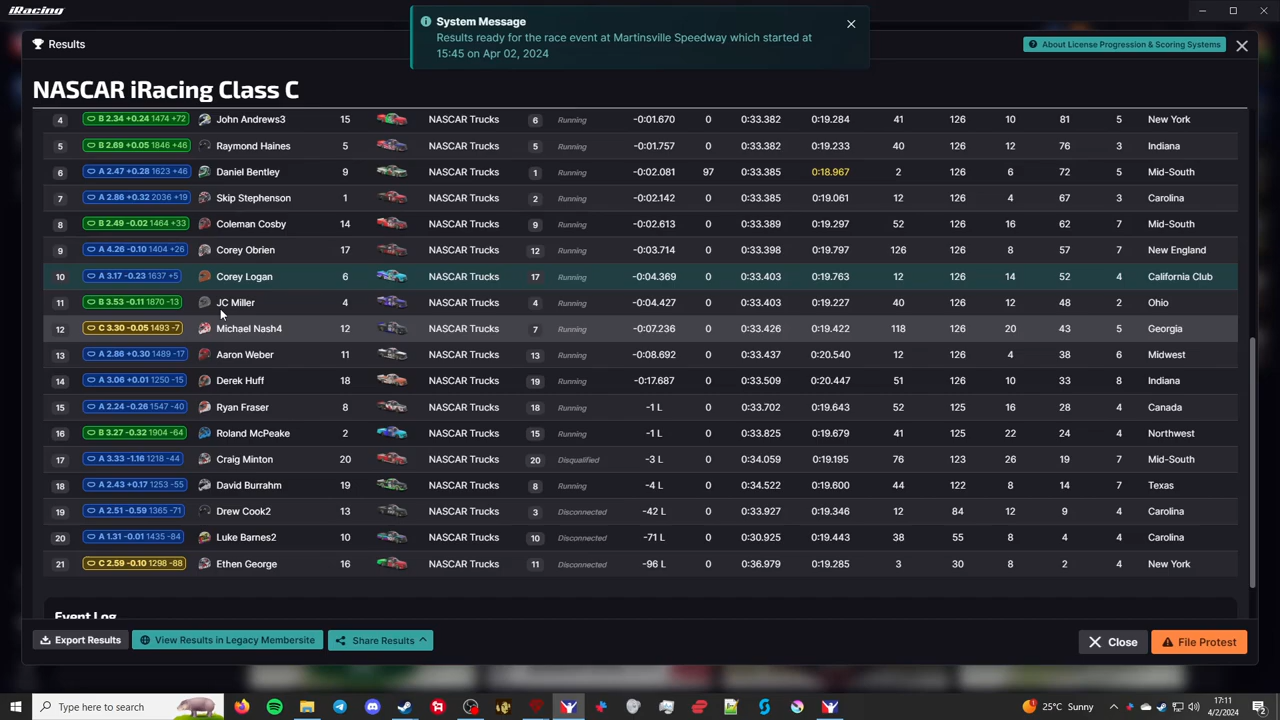 iRacing
System Message
Results ready for the race event at Martinsville Speedway which started at
15:45 on Apr 02, 2024
Results
About License Progression & Scoring Systems
NASCAR iRacing Class C
4 B 2.34 +0.24 1474 +72 John Andrews3 15 NASCAR Trucks 6 Running -0:01.670 0 0:33.382 0:19.284 41 126 10 81 5 New York
5 B 2.69 +0.05 1846 +46 Raymond Haines 5 NASCAR Trucks 5 Running -0:01.757 0 0:33.382 0:19.233 40 126 12 76 3 Indiana
6 A 2.47 +0.28 1623 +46 Daniel Bentley 9 NASCAR Trucks 1 Running -0:02.081 97 0:33.385 0:18.967 2 126 6 72 5 Mid-South
7 A 2.86 +0.32 2036 +19 Skip Stephenson 1 NASCAR Trucks 2 Running -0:02.142 0 0:33.385 0:19.061 12 126 4 67 3 Carolina
8 B 2.49 -0.02 1464 +33 Coleman Cosby 14 NASCAR Trucks 9 Running -0:02.613 0 0:33.389 0:19.297 52 126 16 62 7 Mid-South
9 A 4.26 -0.10 1404 +26 Corey Obrien 17 NASCAR Trucks 12 Running -0:03.714 0 0:33.398 0:19.797 126 126 8 57 7 New England
10 A 3.17 -0.23 1637 +5 Corey Logan 6 NASCAR Trucks 17 Running -0:04.369 0 0:33.403 0:19.763 12 126 14 52 4 California Club
11 B 3.53 -0.11 1870 -13 JC Miller 4 NASCAR Trucks 4 Running -0:04.427 0 0:33.403 0:19.227 40 126 12 48 2 Ohio
12 C 3.30 -0.05 1493 -7 Michael Nash4 12 NASCAR Trucks 7 Running -0:07.236 0 0:33.426 0:19.422 118 126 20 43 5 Georgia
13 A 2.86 +0.30 1489 -17 Aaron Weber 11 NASCAR Trucks 13 Running -0:08.692 0 0:33.437 0:20.540 12 126 4 38 6 Midwest
14 A 3.06 +0.01 1250 -15 Derek Huff 18 NASCAR Trucks 19 Running -0:17.687 0 0:33.509 0:20.447 51 126 10 33 8 Indiana
15 A 2.24 -0.26 1547 -40 Ryan Fraser 8 NASCAR Trucks 18 Running -1 L 0 0:33.702 0:19.643 52 125 16 28 4 Canada
16 B 3.27 -0.32 1904 -64 Roland McPeake 2 NASCAR Trucks 15 Running -1 L 0 0:33.825 0:19.679 41 125 22 24 4 Northwest
17 A 3.33 -1.16 1218 -44 Craig Minton 20 NASCAR Trucks 20 Disqualified -3 L 0 0:34.059 0:19.195 76 123 26 19 7 Mid-South
18 A 2.43 +0.17 1253 -55 David Burrahm 19 NASCAR Trucks 8 Running -4 L 0 0:34.522 0:19.600 44 122 8 14 7 Texas
19 A 2.51 -0.59 1365 -71 Drew Cook2 13 NASCAR Trucks 3 Disconnected -42 L 0 0:33.927 0:19.346 12 84 12 9 4 Carolina
20 A 1.31 -0.01 1435 -84 Luke Barnes2 10 NASCAR Trucks 10 Disconnected -71 L 0 0:30.925 0:19.443 38 55 8 4 4 Carolina
21 C 2.59 -0.10 1298 -88 Ethen George 16 NASCAR Trucks 11 Disconnected -96 L 0 0:36.979 0:19.285 3 30 8 2 4 New York
Event Log
Export Results
View Results in Legacy Membersite
Share Results
Close
File Protest
Type here to search
25°C Sunny
17:11
4/2/2024